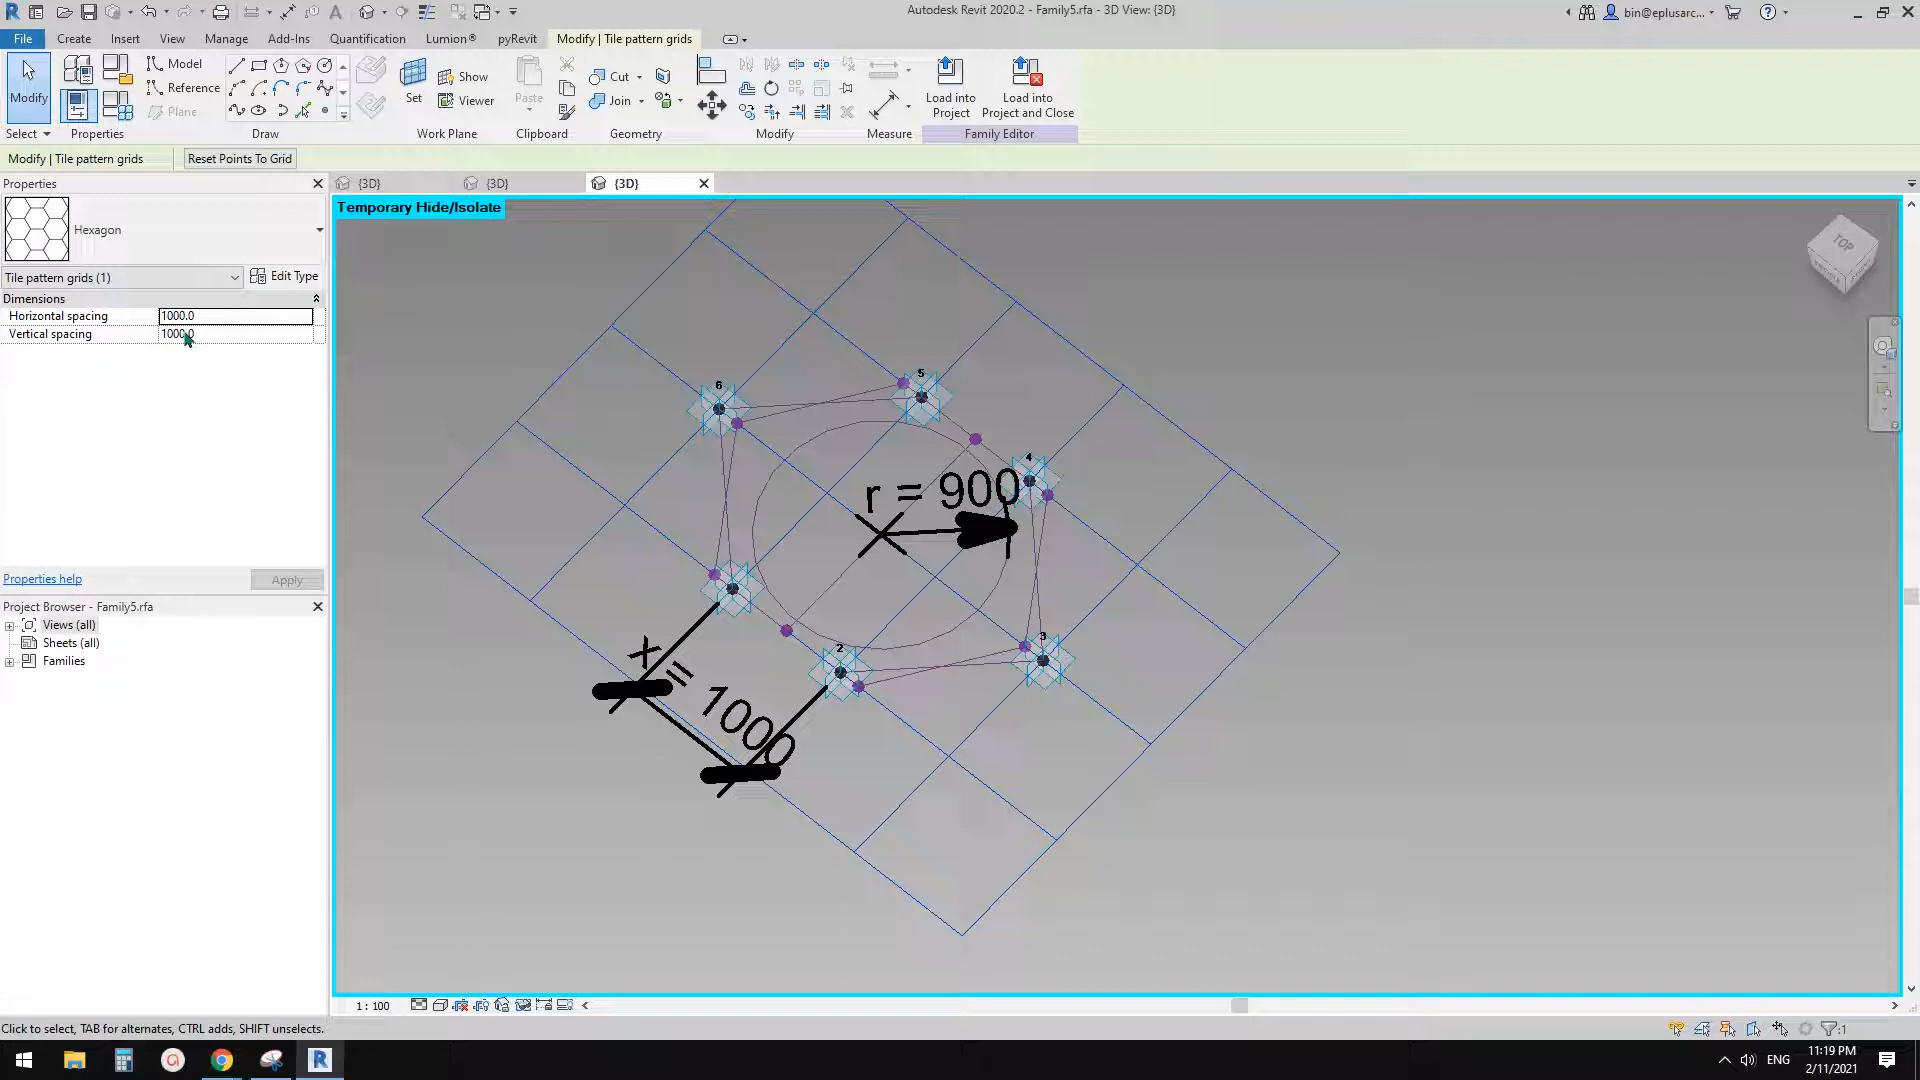 Autodesk Revit 2020.2 - Family5.rfa - 3D View: {3D}
bin@eplusarc...
File Create Insert View Manage Add-Ins Quantification Lumion® pyRevit Modify | Tile pattern grids
Modify
Model
Reference
Plane
Set
Show
Viewer
Paste
Cut
Join
Load into
Project
Load into
Project and Close
Select Properties Draw Work Plane Clipboard Geometry Modify Measure Family Editor
Modify | Tile pattern grids Reset Points To Grid
Properties
{3D} {3D} {3D}
Hexagon
Tile pattern grids (1) Edit Type
Dimensions
Horizontal spacing 1000.0
Vertical spacing 1000.0
Properties help Apply
Project Browser - Family5.rfa
Views (all)
Sheets (all)
Families
Temporary Hide/Isolate
TOP
6
5
4
r = 900
3
2
x = 1000
1 : 100
Click to select, TAB for alternates, CTRL adds, SHIFT unselects.
:1
ENG
11:19 PM
2/11/2021